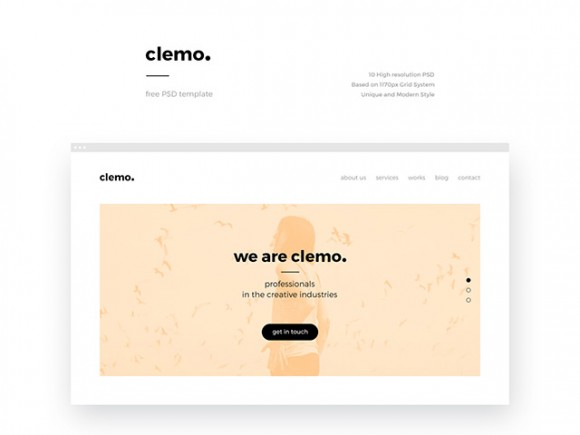 clemo.
free PSD template
10 High resolution PSD
Based on 1170px Grid System
Unique and Modern Style
clemo.
about us services works blog contact
we are clemo.
professionals
in the creative industries
get in touch